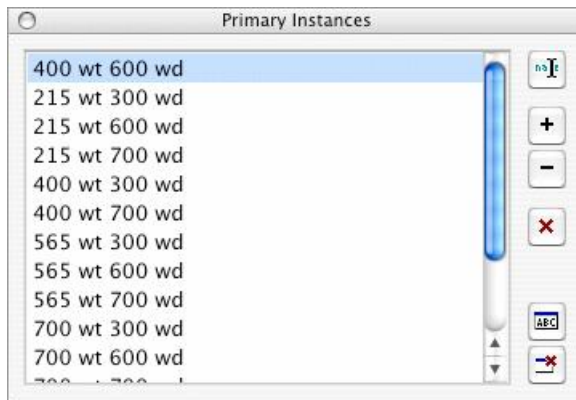 Primary Instances
400 wt 600 wd
215 wt 300 wd
215 wt 600 wd
215 wt 700 wd
400 wt 300 wd
400 wt 700 wd
565 wt 300 wd
565 wt 600 wd
565 wt 700 wd
700 wt 300 wd
700 wt 600 wd
ABC